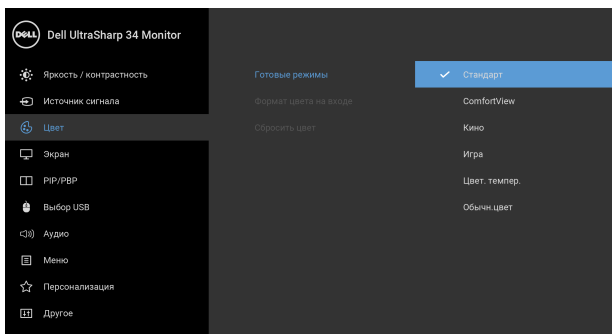 DELL Dell UltraSharp 34 Monitor
Яркость / контрастность
Готовые режимы
Стандарт
Источник сигнала
Формат цвета на входе
ComfortView
Цвет
Сбросить цвет
Кино
Экран
Игра
PIP/PBP
Цвет. темпер.
Выбор USB
Обычн.цвет
Аудио
Меню
Персонализация
Другое